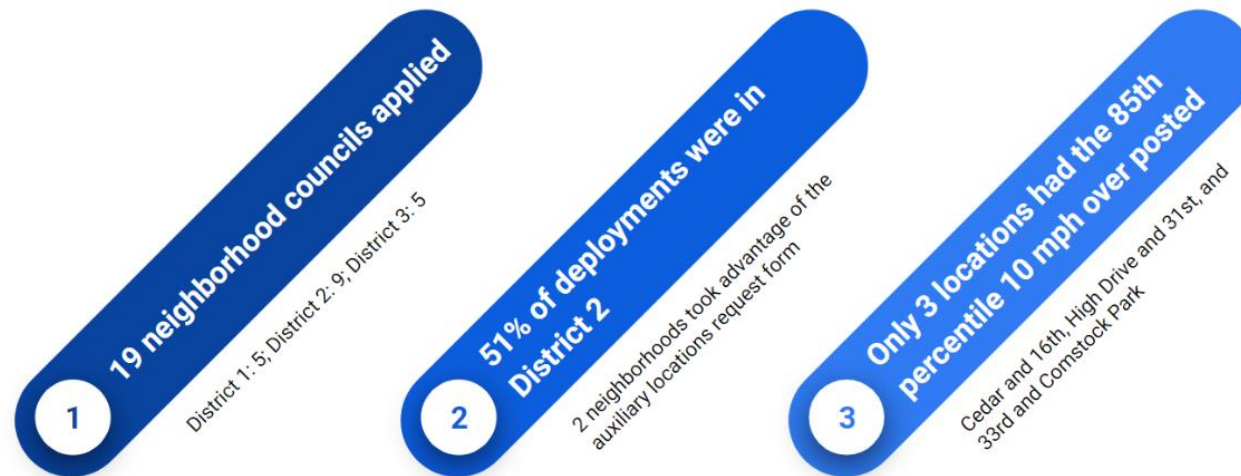 1
19 neighborhood councils applied
District 1: 5; District 2: 9; District 3: 5
2
51% of deployments were in
District 2
2 neighborhoods took advantage of the
auxiliary locations request form
3
Only 3 locations had the 85th
percentile 10 mph over posted
Cedar and 16th, High Drive and 31st, and
33rd and Comstock Park